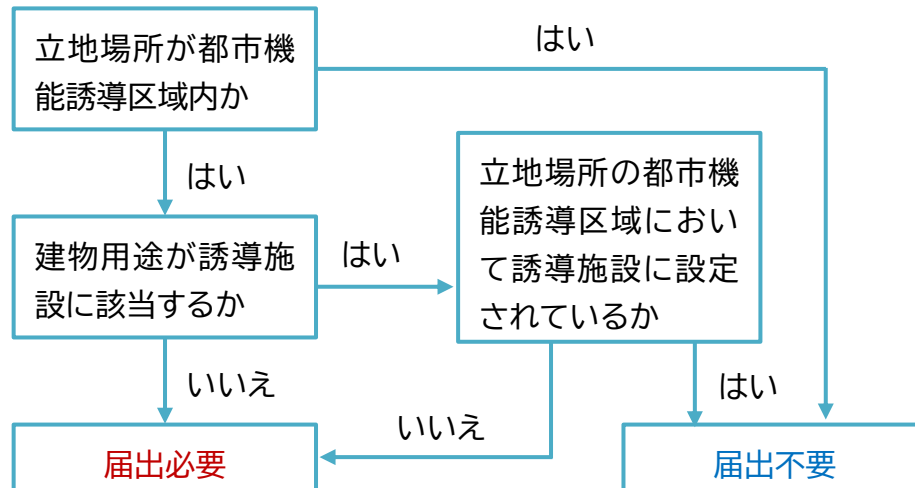 はい
立地場所が都市機
能誘導区域内か
はい
立地場所の都市機
能誘導区域におい
て誘導施設に設定
されているか
建物用途が誘導施
設に該当するか
はい
いいえ
はい
いいえ
届出必要
届出不要